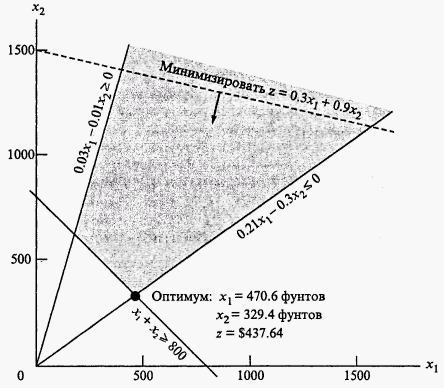 x₂
1500
1000
500
0
500
1000
1500
x₁
Минимизировать z = 0.3x₁ + 0.9x₂
0.03x₁ − 0.01x₂ ≥ 0
0.21x₁ − 0.3x₂ ≤ 0
x₁ + x₂ ≥ 800
Оптимум: x₁ = 470.6 фунтов
x₂ = 329.4 фунтов
z = $437.64